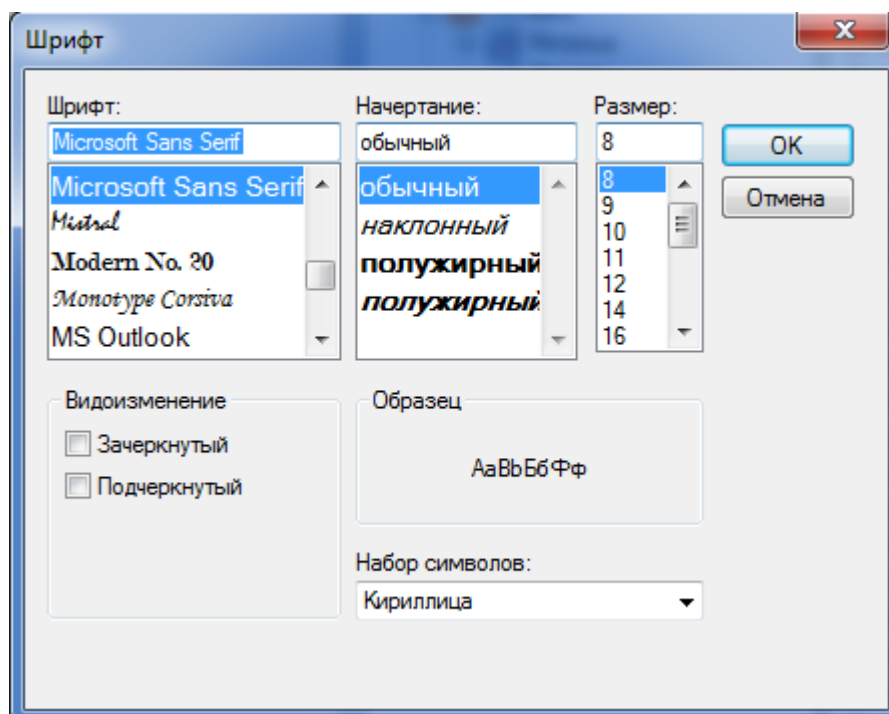 Шрифт
Шрифт:
Начертание:
Размер:
Microsoft Sans Serif
обычный
8
OK
Microsoft Sans Serif
Mistral
Modern No. 20
Monotype Corsiva
MS Outlook
обычный
наклонный
полужирный
полужирный
8
9
10
11
12
14
16
Отмена
Видоизменение
Зачеркнутый
Подчеркнутый
Образец
АаВbБбФф
Набор символов:
Кириллица